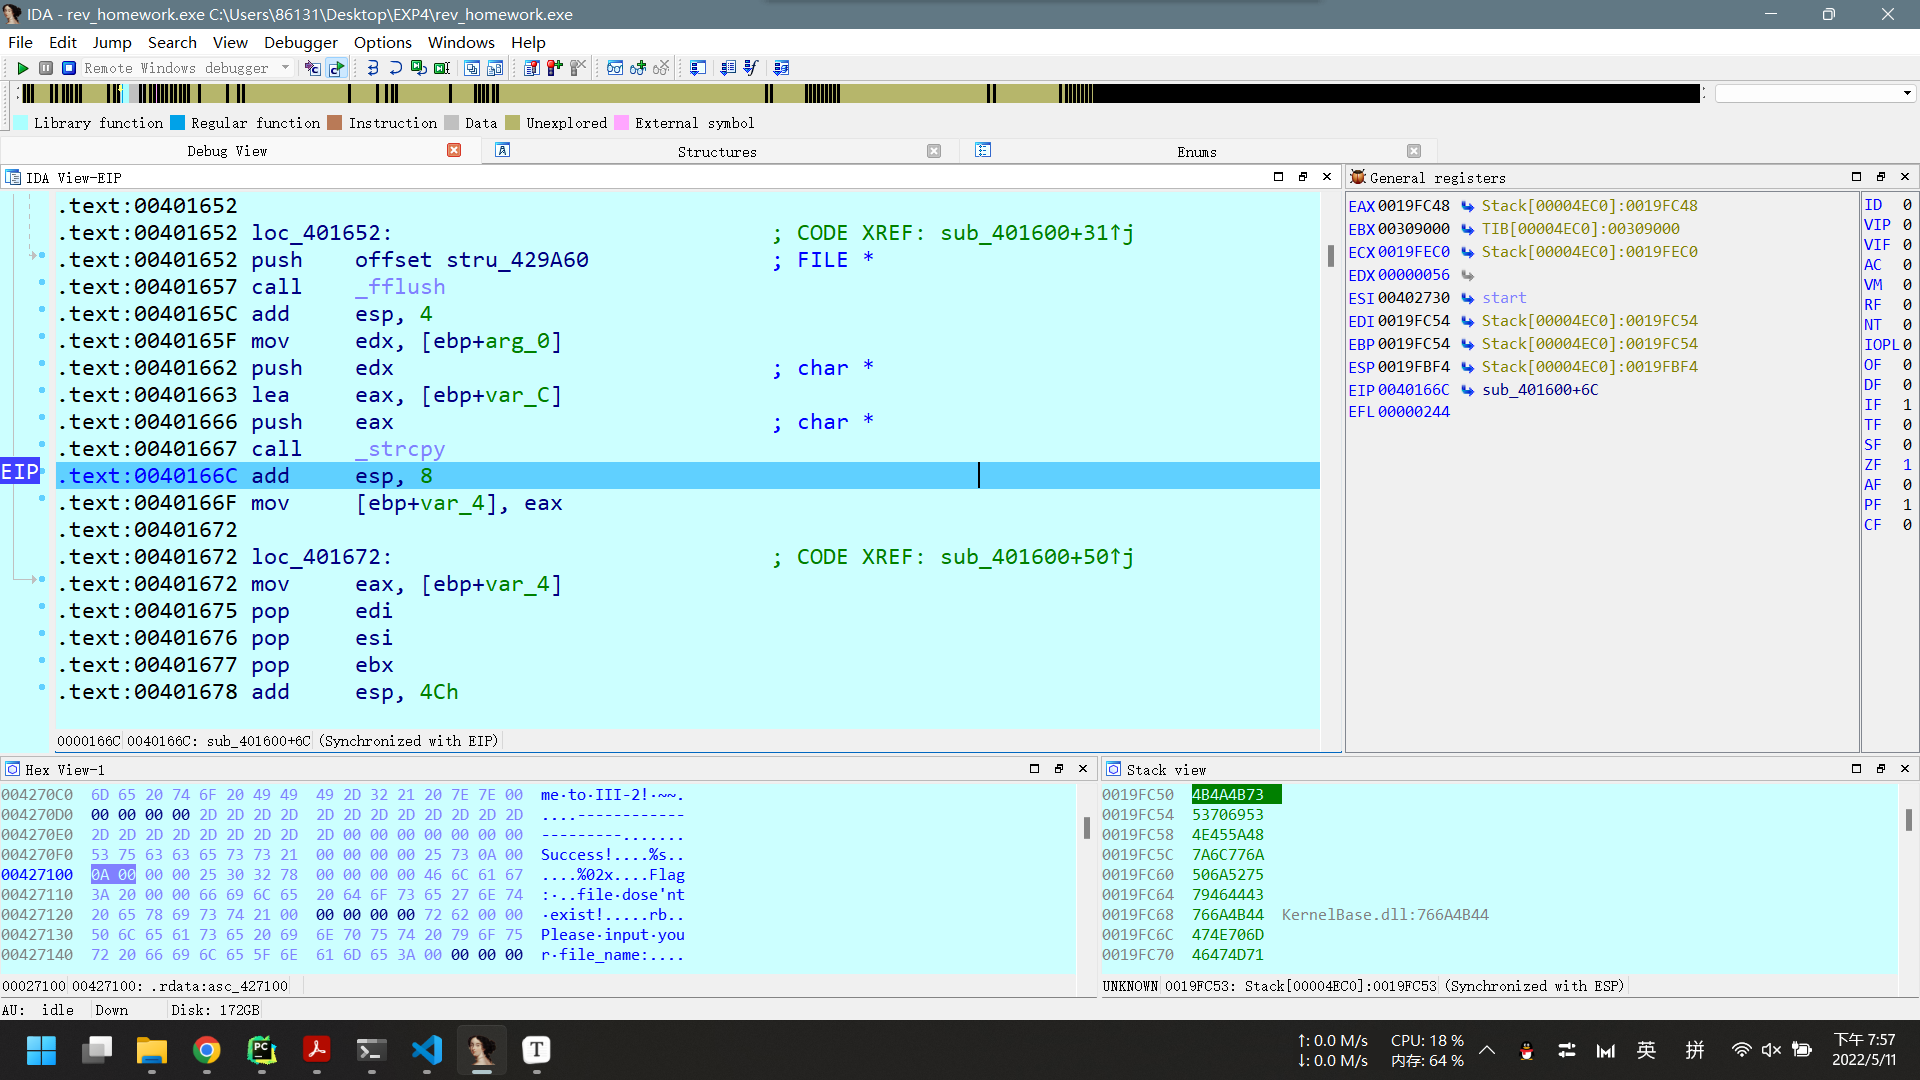 IDA - rev_homework.exe C:\Users\86131\Desktop\EXP4\rev_homework.exe
File Edit Jump Search View Debugger Options Windows Help
Remote Windows debugger
Library function Regular function Instruction Data Unexplored External symbol
Debug View Structures Enums
IDA View-EIP
.text:00401652
.text:00401652 loc_401652: ; CODE XREF: sub_401600+31↑j
.text:00401652 push offset stru_429A60 ; FILE *
.text:00401657 call _fflush
.text:0040165C add esp, 4
.text:0040165F mov edx, [ebp+arg_0]
.text:00401662 push edx ; char *
.text:00401663 lea eax, [ebp+var_C]
.text:00401666 push eax ; char *
.text:00401667 call _strcpy
EIP .text:0040166C add esp, 8
.text:0040166F mov [ebp+var_4], eax
.text:00401672
.text:00401672 loc_401672: ; CODE XREF: sub_401600+50↑j
.text:00401672 mov eax, [ebp+var_4]
.text:00401675 pop edi
.text:00401676 pop esi
.text:00401677 pop ebx
.text:00401678 add esp, 4Ch
0000166C 0040166C: sub_401600+6C (Synchronized with EIP)
General registers
EAX 0019FC48 Stack[00004EC0]:0019FC48
EBX 00309000 TIB[00004EC0]:00309000
ECX 0019FEC0 Stack[00004EC0]:0019FEC0
EDX 00000056
ESI 00402730 start
EDI 0019FC54 Stack[00004EC0]:0019FC54
EBP 0019FC54 Stack[00004EC0]:0019FC54
ESP 0019FBF4 Stack[00004EC0]:0019FBF4
EIP 0040166C sub_401600+6C
EFL 00000244
ID 0
VIP 0
VIF 0
AC 0
VM 0
RF 0
NT 0
IOPL 0
OF 0
DF 0
IF 1
TF 0
SF 0
ZF 1
AF 0
PF 1
CF 0
Hex View-1
004270C0 6D 65 20 74 6F 20 49 49 49 2D 32 21 20 7E 7E 00 me·to·III-2!·~~.
004270D0 00 00 00 00 2D 2D 2D 2D 2D 2D 2D 2D 2D 2D 2D 2D ....------------
004270E0 2D 2D 2D 2D 2D 2D 2D 2D 2D 00 00 00 00 00 00 00 ---------.......
004270F0 53 75 63 63 65 73 73 21 00 00 00 00 25 73 0A 00 Success!....%s..
00427100 0A 00 00 00 25 30 32 78 00 00 00 00 46 6C 61 67 ....%02x....Flag
00427110 3A 20 00 00 66 69 6C 65 20 64 6F 73 65 27 6E 74 :·..file·dose'nt
00427120 20 65 78 69 73 74 21 00 00 00 00 00 72 62 00 00 ·exist!.....rb..
00427130 50 6C 65 61 73 65 20 69 6E 70 75 74 20 79 6F 75 Please·input·you
00427140 72 20 66 69 6C 65 5F 6E 61 6D 65 3A 00 00 00 00 r·file_name:....
00027100 00427100: .rdata:asc_427100
Stack view
0019FC50 4B4A4B73
0019FC54 53706953
0019FC58 4E455A48
0019FC5C 7A6C776A
0019FC60 506A5275
0019FC64 79464443
0019FC68 766A4B44 KernelBase.dll:766A4B44
0019FC6C 474E706D
0019FC70 46474D71
UNKNOWN 0019FC53: Stack[00004EC0]:0019FC53 (Synchronized with ESP)
AU: idle Down Disk: 172GB
PC T
↑: 0.0 M/s
↓: 0.0 M/s
CPU: 18 %
内存: 64 %
英 拼
下午 7:57
2022/5/11